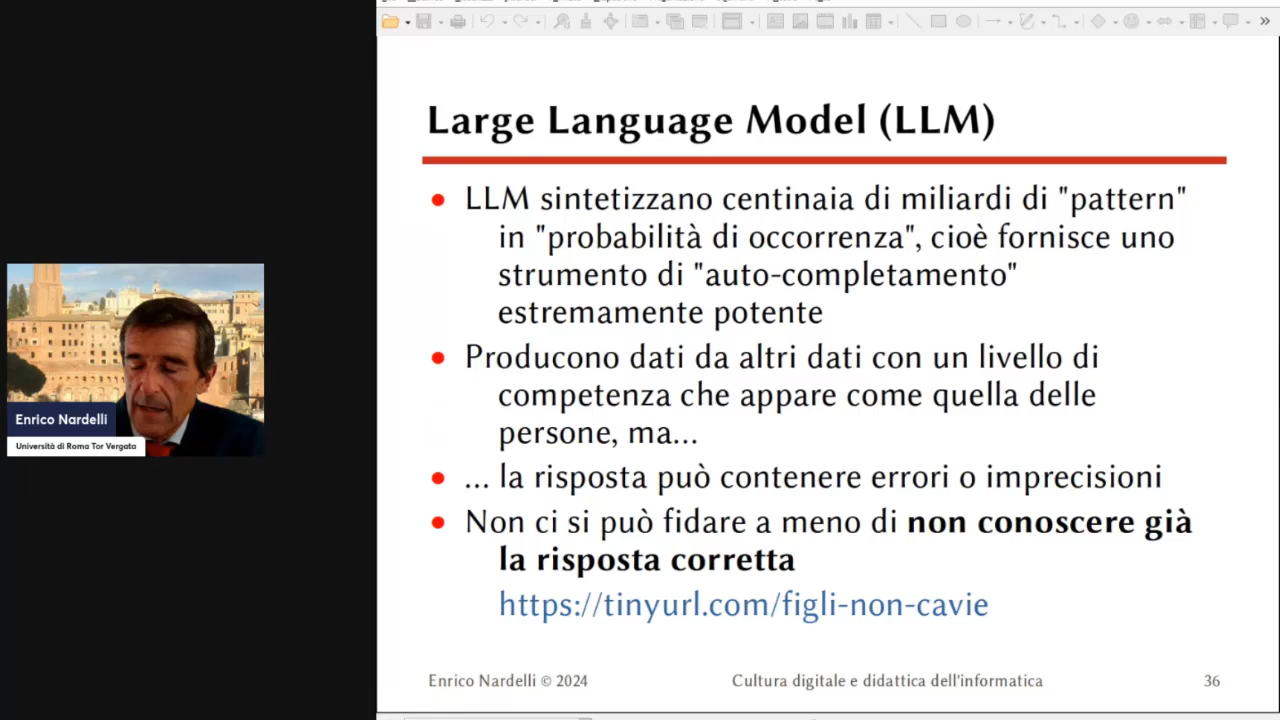 Large Language Model (LLM)
LLM sintetizzano centinaia di miliardi di "pattern"
in "probabilità di occorrenza", cioè fornisce uno
strumento di "auto-completamento"
estremamente potente
Producono dati da altri dati con un livello di
competenza che appare come quella delle
persone, ma...
... la risposta può contenere errori o imprecisioni
Non ci si può fidare a meno di non conoscere già
la risposta corretta
https://tinyurl.com/figli-non-cavie
Enrico Nardelli © 2024
Cultura digitale e didattica dell'informatica
36
Enrico Nardelli
Università di Roma Tor Vergata